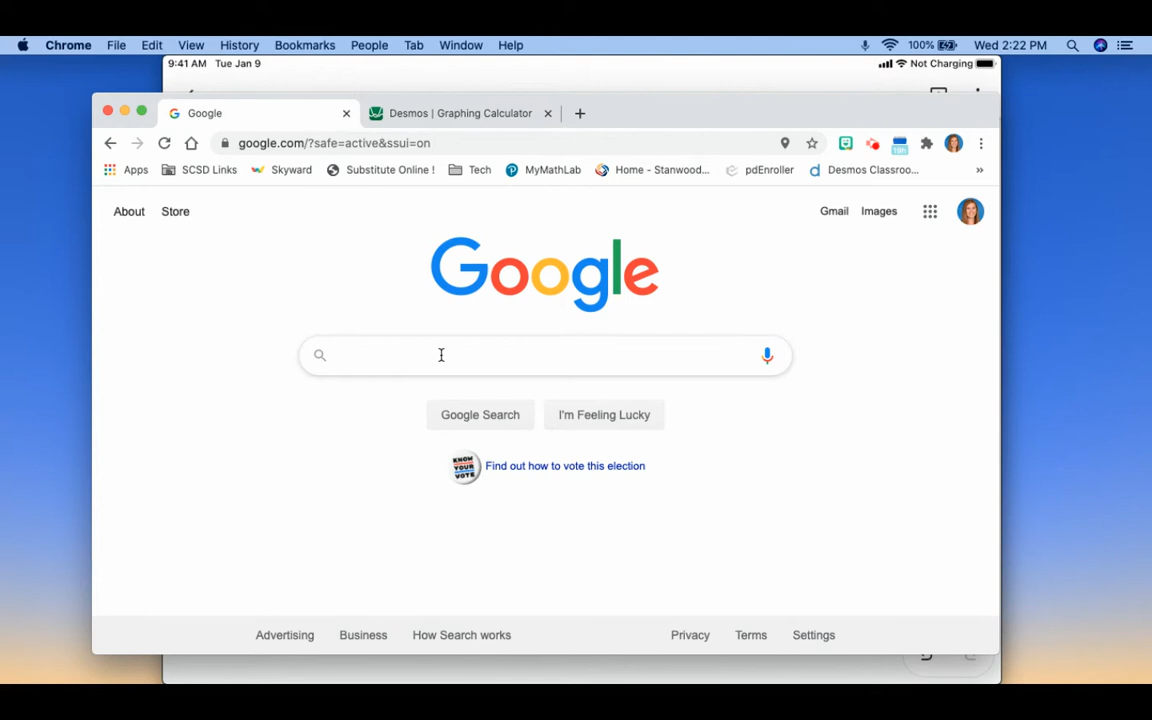 Chrome File Edit View History Bookmarks People Tab Window Help 100% Wed 2:22 PM
9:41 AM Tue Jan 9 Not Charging
Google Desmos | Graphing Calculator
google.com/?safe=active&ssui=on
Apps SCSD Links Skyward Substitute Online ! Tech MyMathLab Home - Stanwood... pdEnroller Desmos Classroo... »
About Store Gmail Images
Google
Google Search I'm Feeling Lucky
KNOW YOUR VOTE Find out how to vote this election
Advertising Business How Search works Privacy Terms Settings